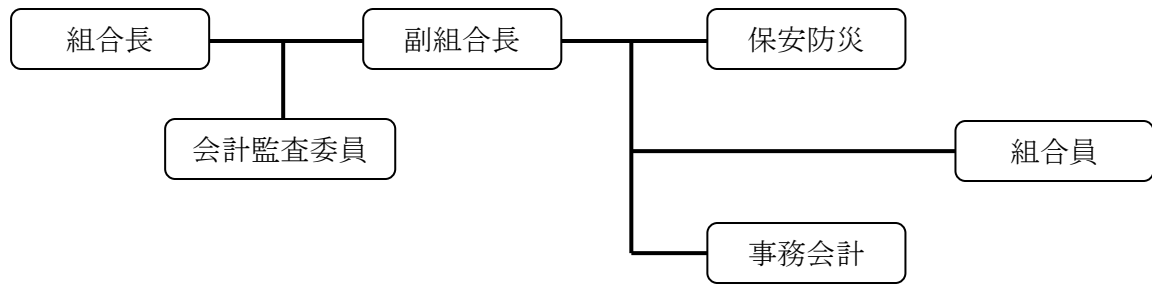 組合長
副組合長
保安防災
会計監査委員
組合員
事務会計